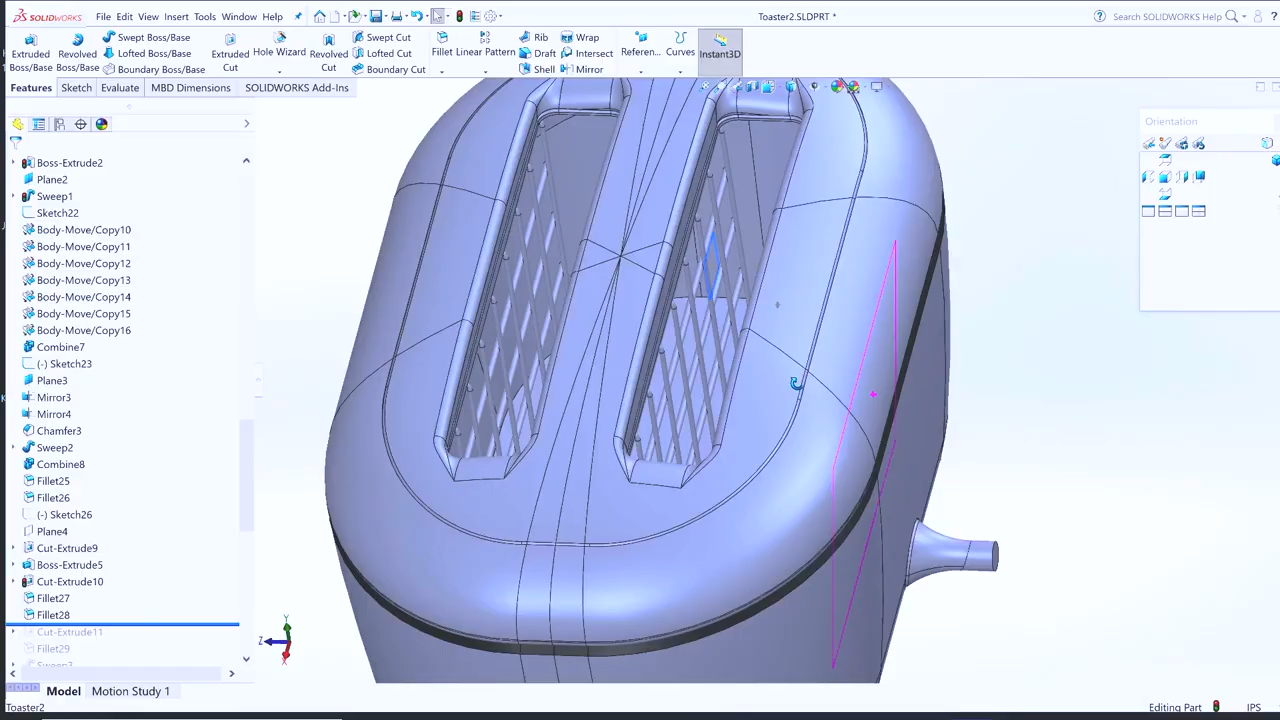 SOLIDWORKS File Edit View Insert Tools Window Help Toaster2.SLDPRT * Search SOLIDWORKS Help
Extruded Boss/Base
Revolved Boss/Base
Swept Boss/Base
Lofted Boss/Base
Boundary Boss/Base
Extruded Cut
Hole Wizard
Revolved Cut
Swept Cut
Lofted Cut
Boundary Cut
Fillet
Linear Pattern
Rib
Draft
Shell
Wrap
Intersect
Mirror
Referen...
Curves
Instant3D
Features Sketch Evaluate MBD Dimensions SOLIDWORKS Add-Ins
Orientation
Boss-Extrude2
Plane2
Sweep1
Sketch22
Body-Move/Copy10
Body-Move/Copy11
Body-Move/Copy12
Body-Move/Copy13
Body-Move/Copy14
Body-Move/Copy15
Body-Move/Copy16
Combine7
(-) Sketch23
Plane3
Mirror3
Mirror4
Chamfer3
Sweep2
Combine8
Fillet25
Fillet26
(-) Sketch26
Plane4
Cut-Extrude9
Boss-Extrude5
Cut-Extrude10
Fillet27
Fillet28
Cut-Extrude11
Fillet29
Sweep3
Y
Z
X
Model Motion Study 1
Toaster2 Editing Part IPS